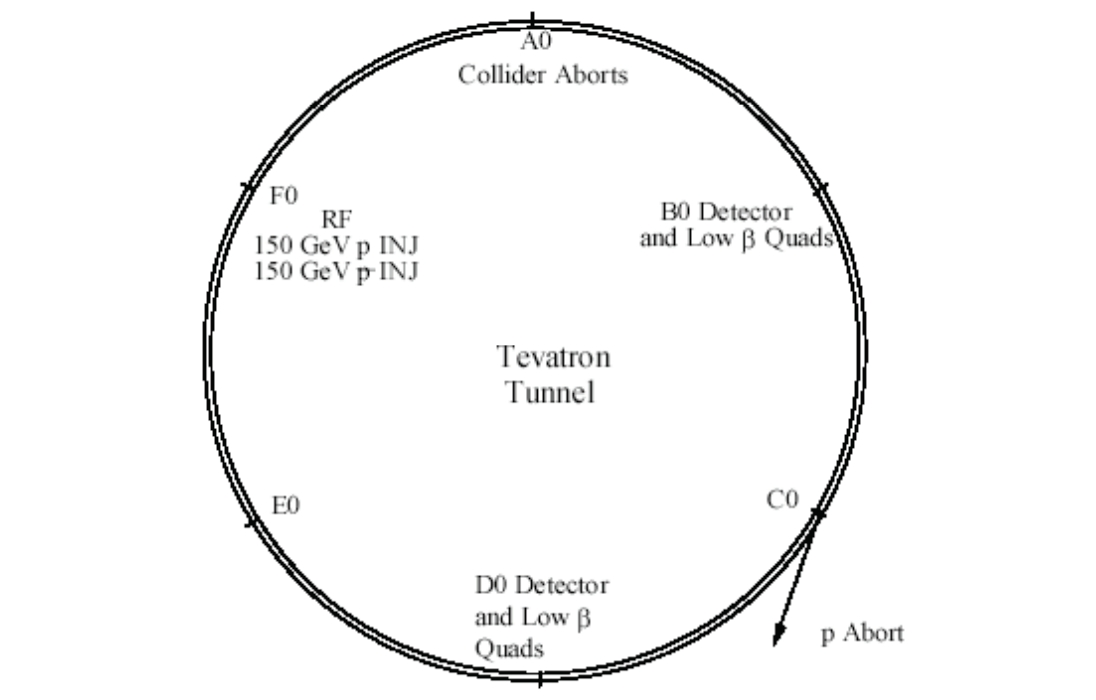 A0
Collider Aborts
F0
RF
150 GeV p INJ
150 GeV p̵ INJ
B0 Detector
and Low β Quads
Tevatron
Tunnel
E0
C0
D0 Detector
and Low β
Quads
p Abort